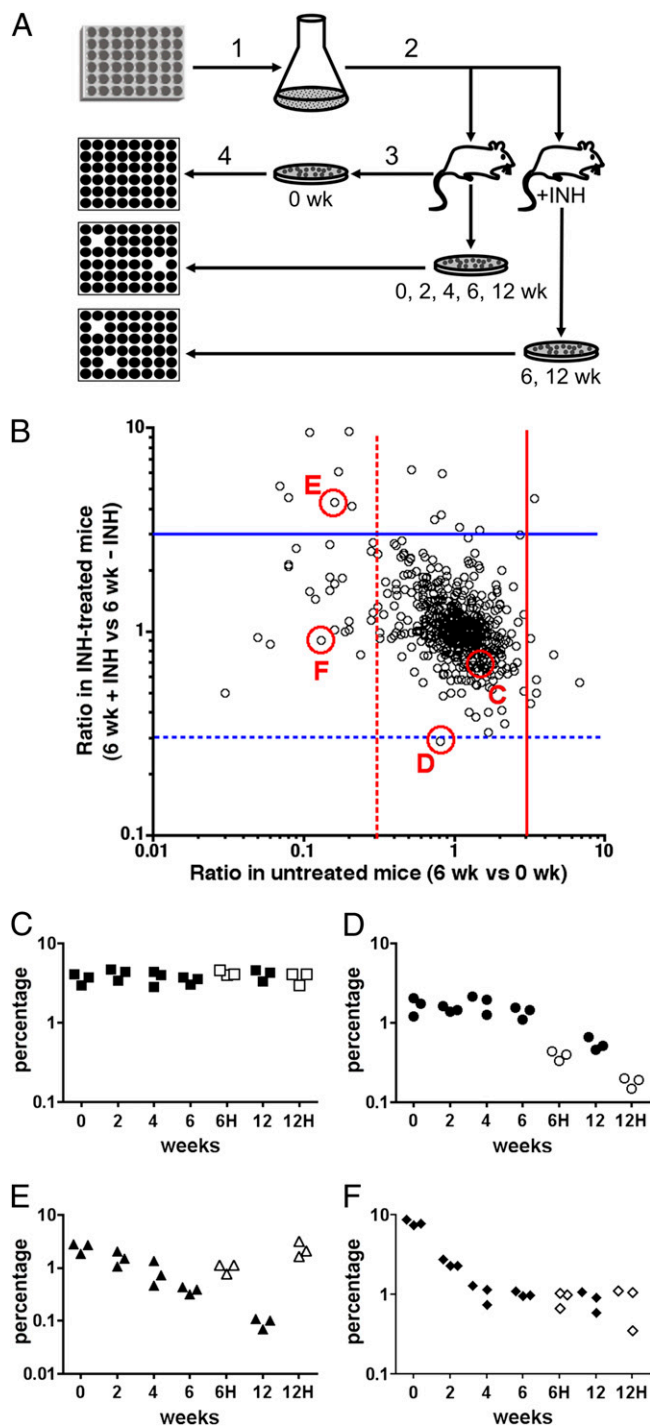 A
1
2
4
3
0 wk
+INH
0, 2, 4, 6, 12 wk
6, 12 wk
B
Ratio in INH-treated mice
(6 wk + INH vs 6 wk - INH)
10
1
0.1
E
F
C
D
0.01
0.1
1
10
Ratio in untreated mice (6 wk vs 0 wk)
C
percentage
10
1
0.1
0 2 4 6 6H 12 12H
weeks
D
percentage
10
1
0.1
0 2 4 6 6H 12 12H
weeks
E
percentage
10
1
0.1
0.01
0 2 4 6 6H 12 12H
weeks
F
percentage
10
1
0.1
0 2 4 6 6H 12 12H
weeks